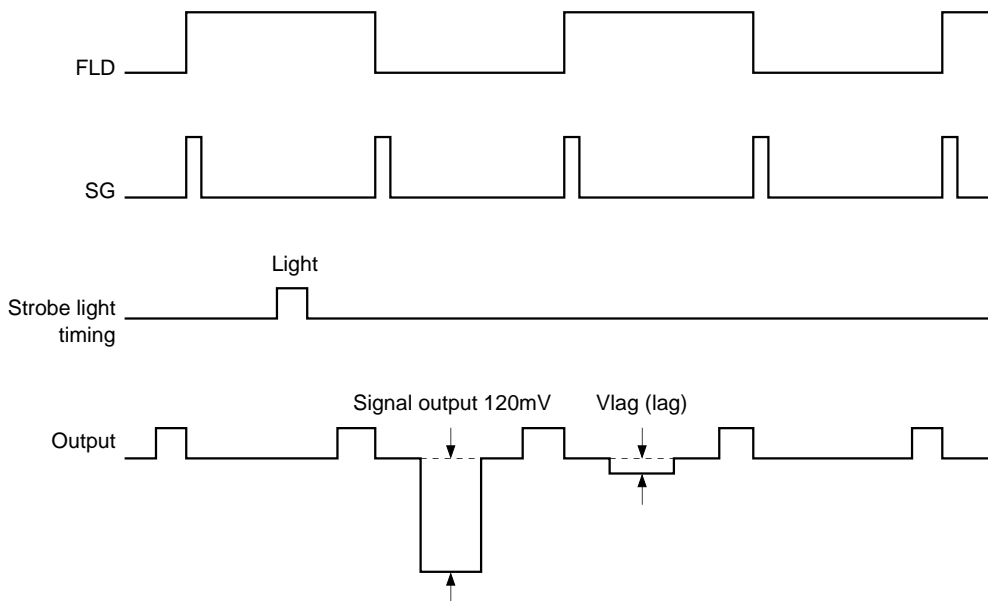 FLD
SG
Light
Strobe light
timing
Signal output 120mV
Vlag (lag)
Output